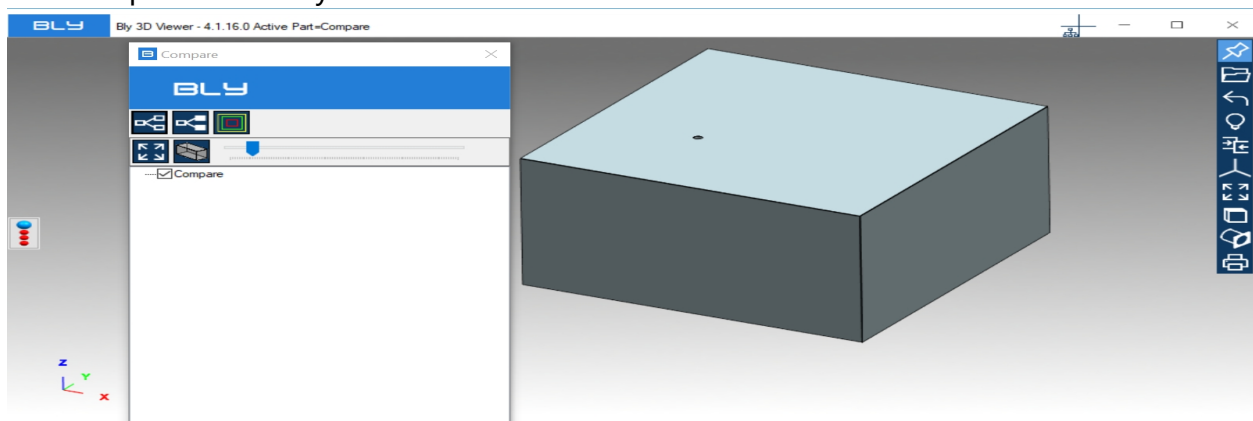 BLY
Bly 3D Viewer - 4.1.16.0 Active Part=Compare
Compare
BLY
Compare
Z
Y
X